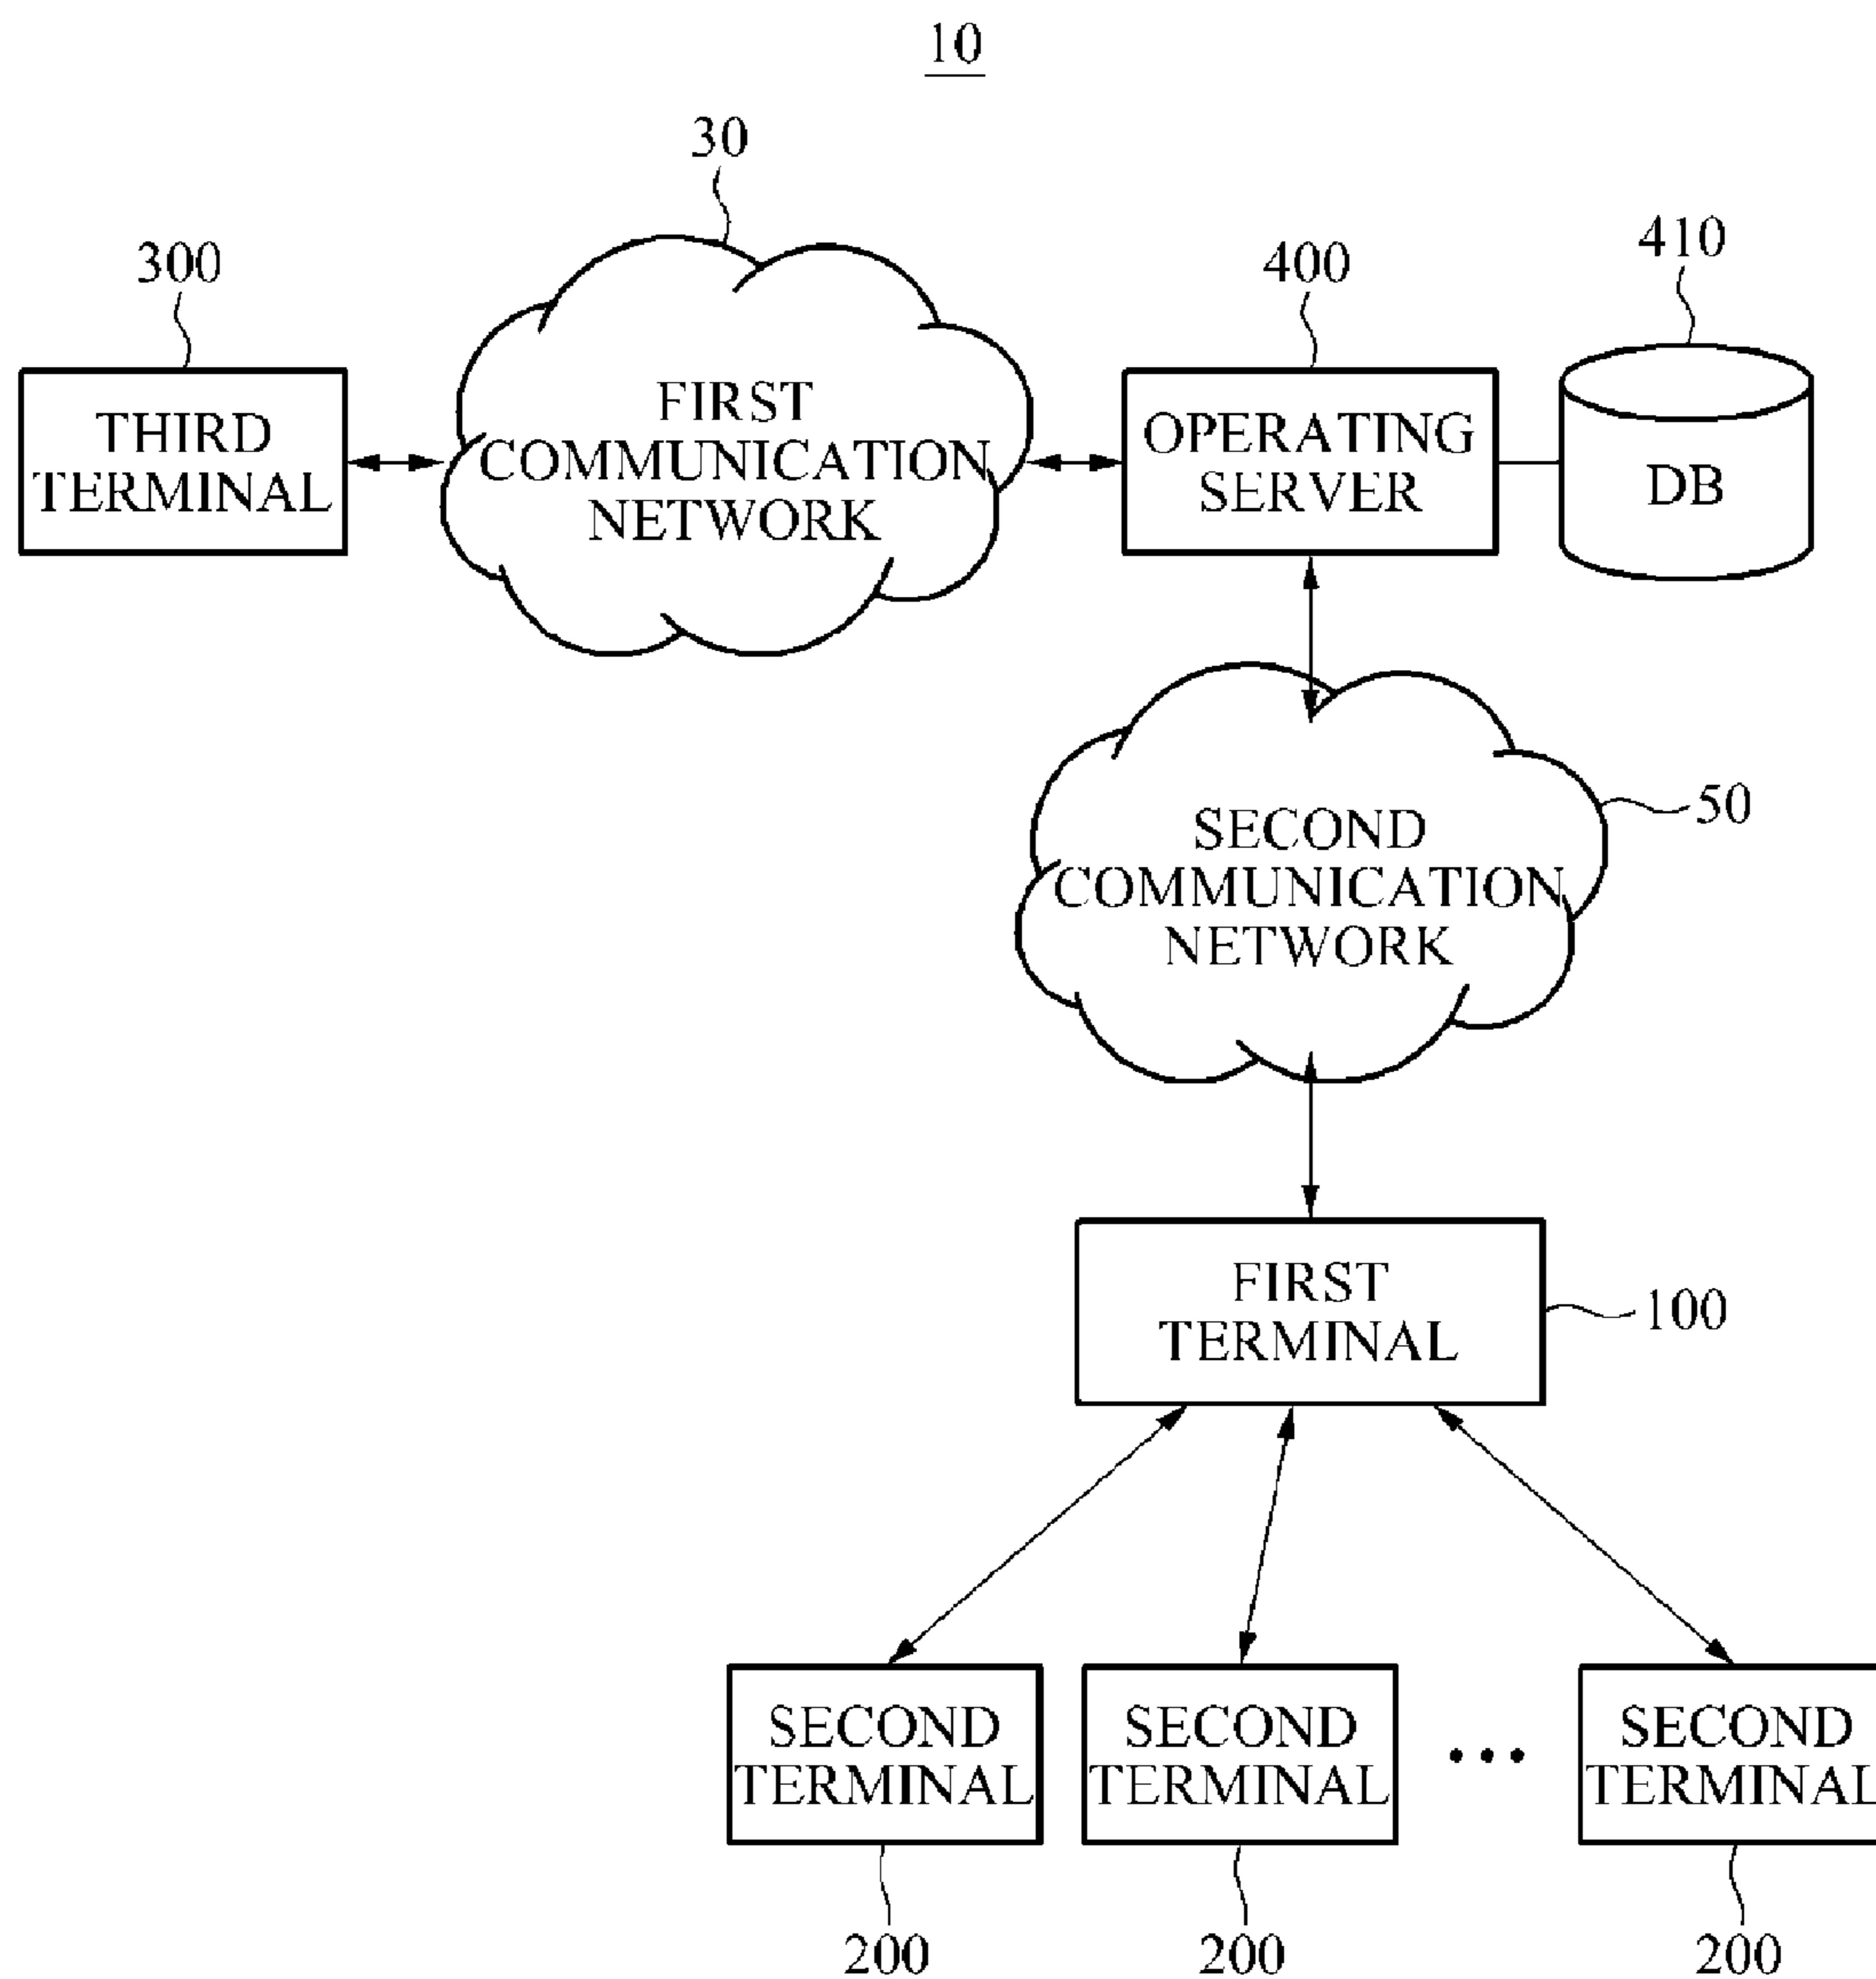 10
30
300
400
410
THIRD
TERMINAL
FIRST
COMMUNICATION
NETWORK
OPERATING
SERVER
DB
50
SECOND
COMMUNICATION
NETWORK
FIRST
TERMINAL
100
SECOND
TERMINAL
SECOND
TERMINAL
•••
SECOND
TERMINAL
200
200
200